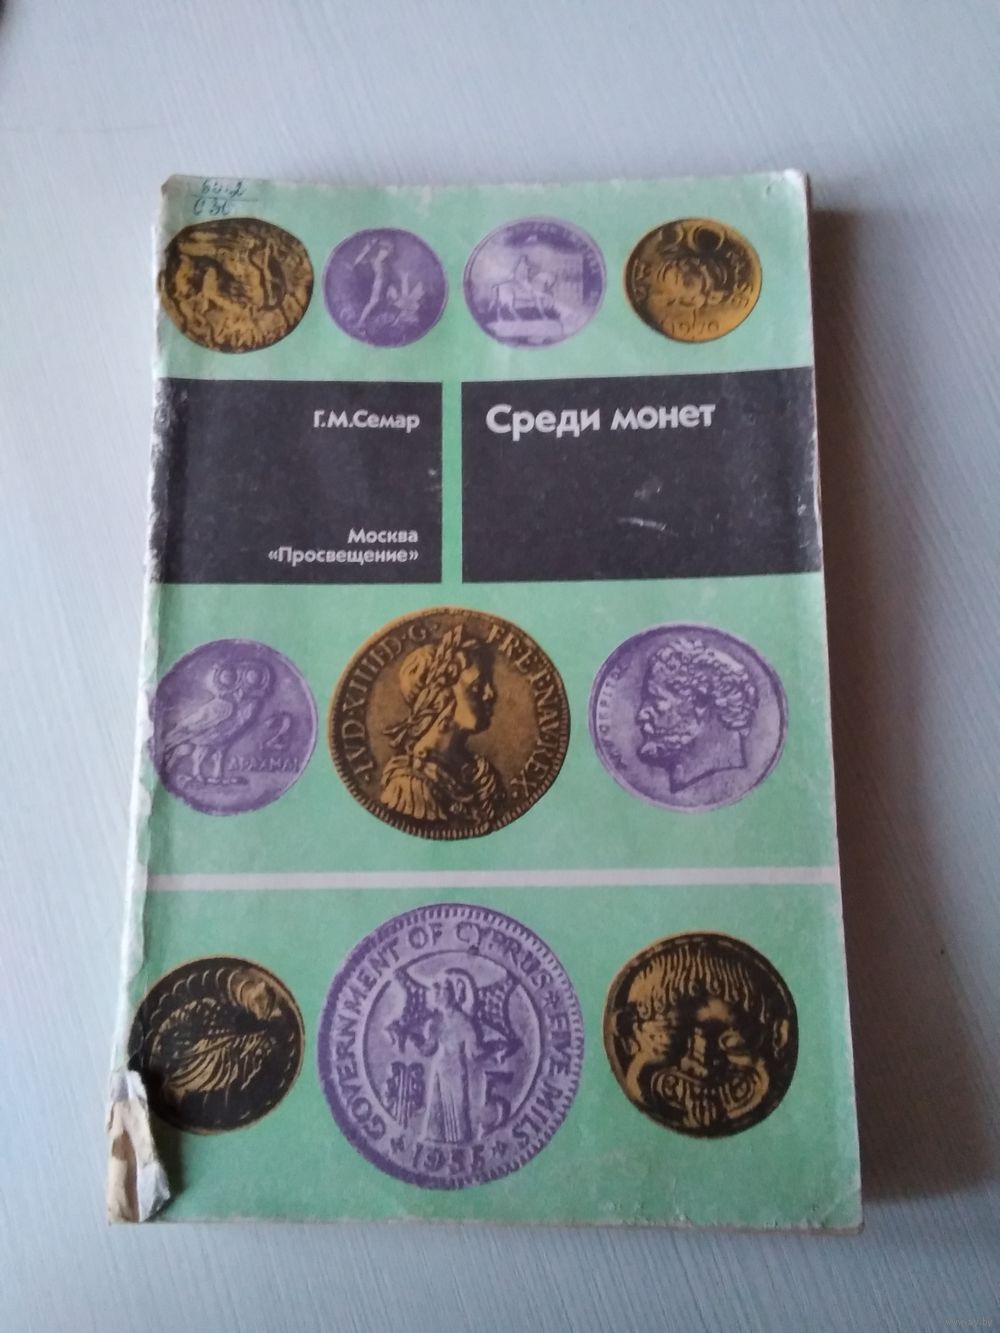 Г.М.Семар
Среди монет
Москва
«Просвещение»
2
ΔΡΑΧΜΑΙ
LVD·XIIII·D·G·
FR·ET·NAV·REX·
GOVERNMENT OF CYPRUS
FIVE MILS
5
1955
1970